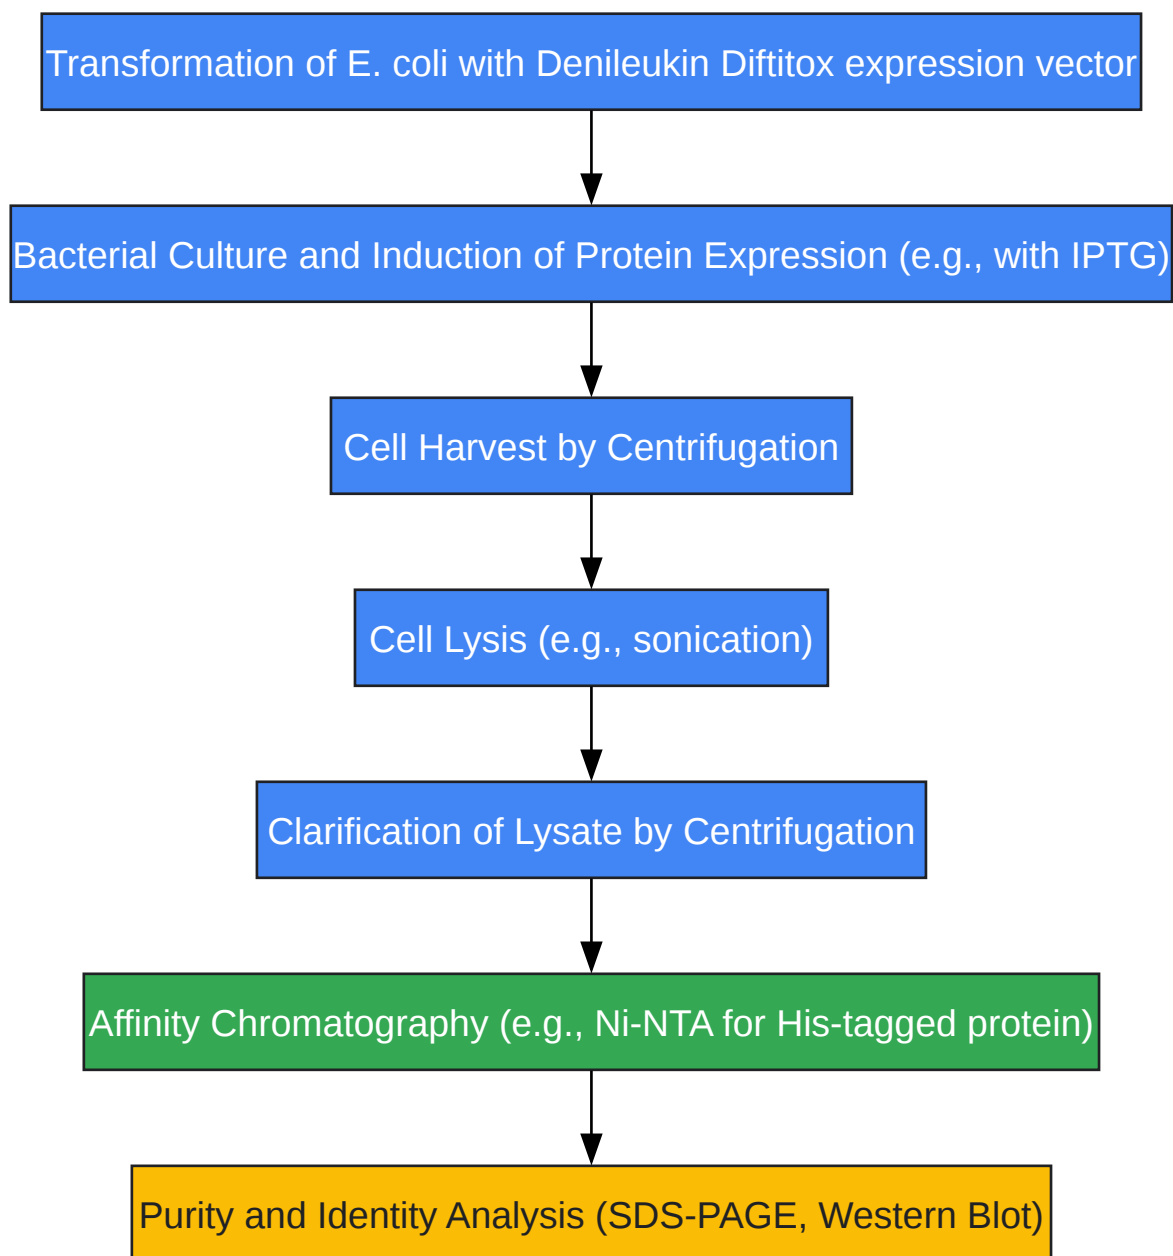 Transformation of E. coli with Denileukin Diftitox expression vector
Bacterial Culture and Induction of Protein Expression (e.g., with IPTG)
Cell Harvest by Centrifugation
Cell Lysis (e.g., sonication)
Clarification of Lysate by Centrifugation
Affinity Chromatography (e.g., Ni-NTA for His-tagged protein)
Purity and Identity Analysis (SDS-PAGE, Western Blot)